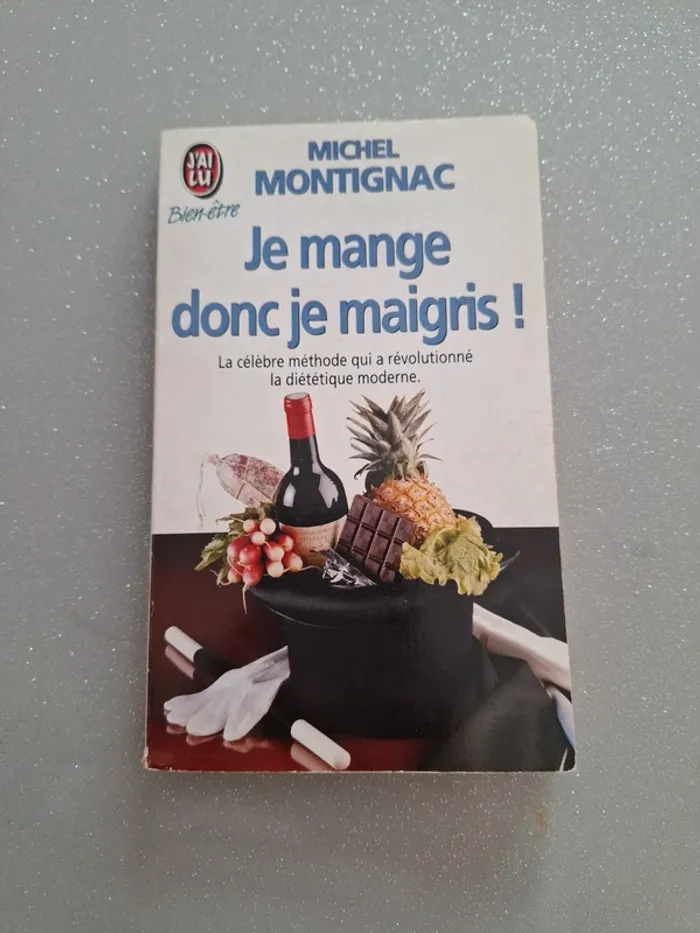 J'AI
LU
Bien-être
MICHEL
MONTIGNAC
Je mange
donc je maigris !
La célèbre méthode qui a révolutionné
la diététique moderne.